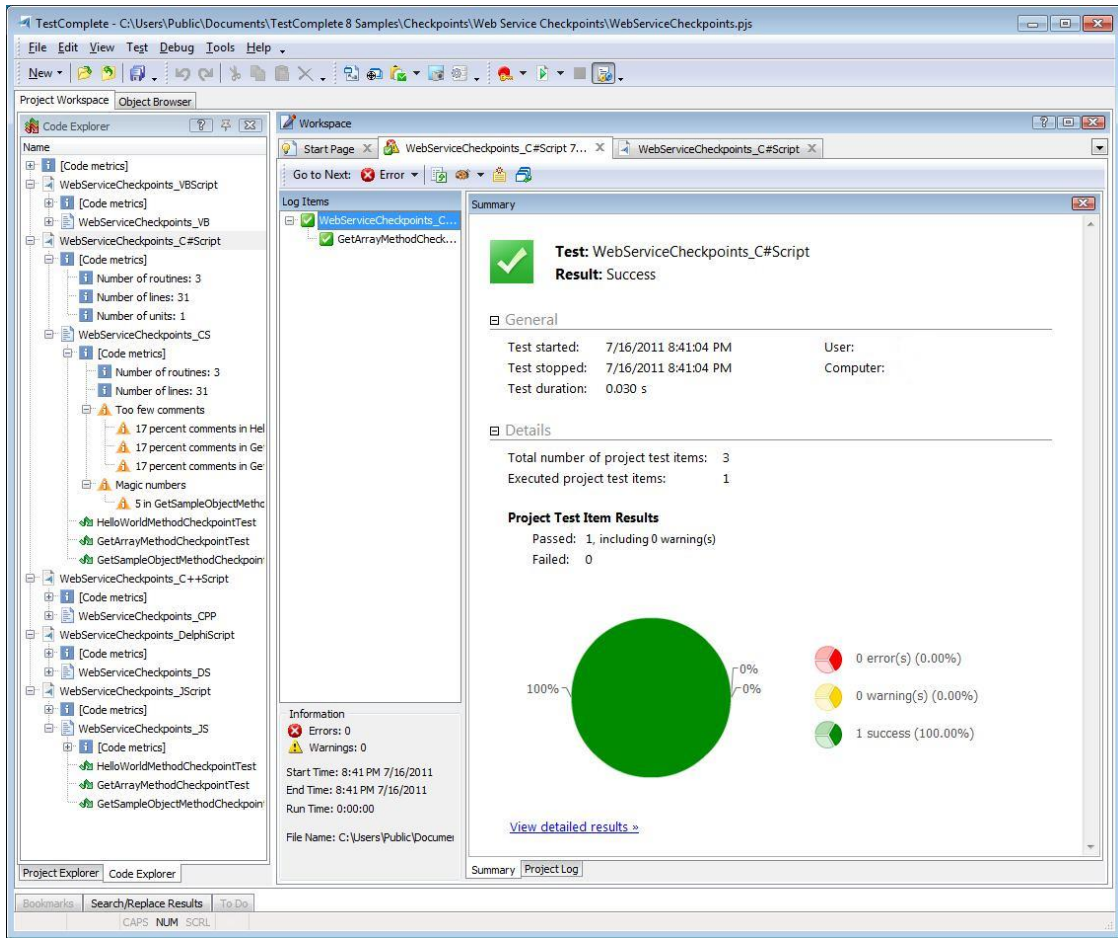 TestComplete - C:\Users\Public\Documents\TestComplete 8 Samples\Checkpoints\Web Service Checkpoints\WebServiceCheckpoints.pjs
File Edit View Test Debug Tools Help
New
Project Workspace Object Browser
Code Explorer
Name
[Code metrics]
WebServiceCheckpoints_VBScript
[Code metrics]
WebServiceCheckpoints_VB
WebServiceCheckpoints_C#Script
[Code metrics]
Number of routines: 3
Number of lines: 31
Number of units: 1
WebServiceCheckpoints_CS
[Code metrics]
Number of routines: 3
Number of lines: 31
Too few comments
17 percent comments in Hel
17 percent comments in Ge
17 percent comments in Ge
Magic numbers
5 in GetSampleObjectMethc
HelloWorldMethodCheckpointTest
GetArrayMethodCheckpointTest
GetSampleObjectMethodCheckpoin
WebServiceCheckpoints_C++Script
[Code metrics]
WebServiceCheckpoints_CPP
WebServiceCheckpoints_DelphiScript
[Code metrics]
WebServiceCheckpoints_DS
WebServiceCheckpoints_JScript
[Code metrics]
WebServiceCheckpoints_JS
[Code metrics]
HelloWorldMethodCheckpointTest
GetArrayMethodCheckpointTest
GetSampleObjectMethodCheckpoin
Project Explorer Code Explorer
Workspace
Start Page WebServiceCheckpoints_C#Script 7... WebServiceCheckpoints_C#Script
Go to Next: Error
Log Items
WebServiceCheckpoints_C...
GetArrayMethodCheck...
Information
Errors: 0
Warnings: 0
Start Time: 8:41 PM 7/16/2011
End Time: 8:41 PM 7/16/2011
Run Time: 0:00:00
File Name: C:\Users\Public\Documen
Summary
Test: WebServiceCheckpoints_C#Script
Result: Success
General
Test started: 7/16/2011 8:41:04 PM User:
Test stopped: 7/16/2011 8:41:04 PM Computer:
Test duration: 0.030 s
Details
Total number of project test items: 3
Executed project test items: 1
Project Test Item Results
Passed: 1, including 0 warning(s)
Failed: 0
100%
0%
0%
0 error(s) (0.00%)
0 warning(s) (0.00%)
1 success (100.00%)
View detailed results »
Summary Project Log
Bookmarks Search/Replace Results To Do
CAPS NUM SCRL